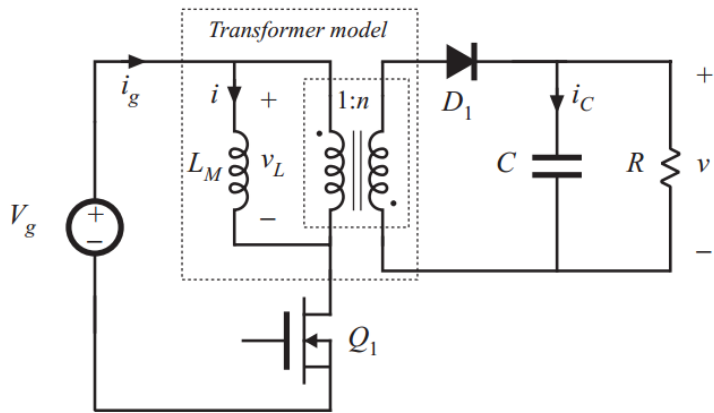 Transformer model
i_g
i
+
1:n
D_1
i_C
+
L_M
v_L
C
R
v
V_g
+
−
−
−
Q_1